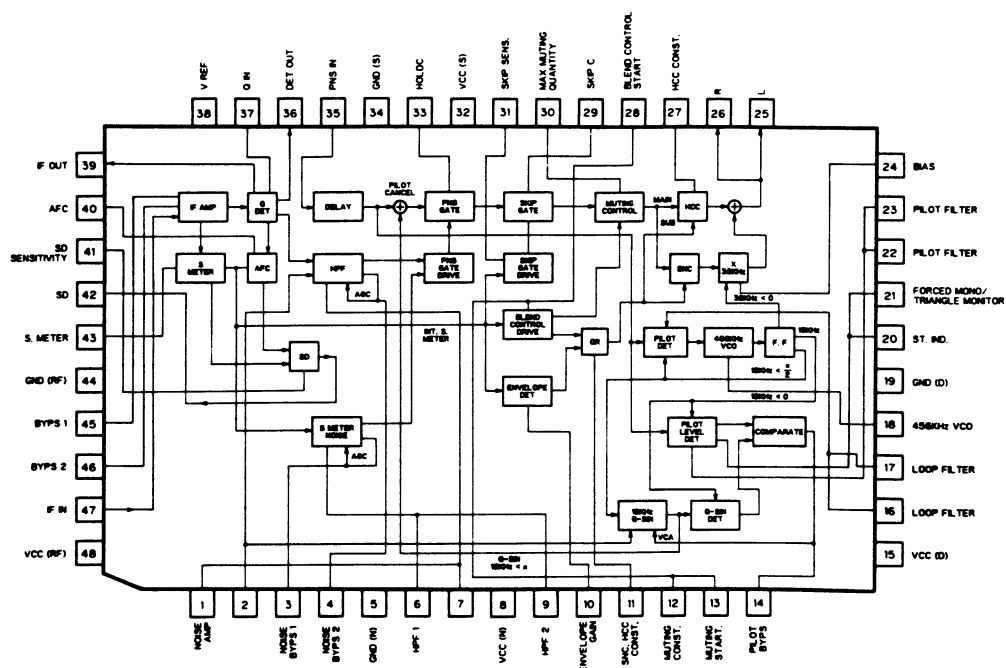 V REF
Q IN
DET OUT
PNS IN
GND (S)
HOLDC
VCC (S)
SKIP SENS.
MAX MUTING
QUANTITY
SKIP C
BLEND CONTROL
START
HCC CONST.
R
L
38
37
36
35
34
33
32
31
30
29
28
27
26
25
IF OUT
39
AFC
40
SD
SENSITIVITY
41
SD
42
S. METER
43
GND (RF)
44
BYPS 1
45
BYPS 2
46
IF IN
47
VCC (RF)
48
24
BIAS
23
PILOT FILTER
22
PILOT FILTER
21
FORCED MONO/
TRIANGLE MONITOR
20
ST. IND.
19
GND (D)
18
456KHz VCO
17
LOOP FILTER
16
LOOP FILTER
15
VCC (D)
IF AMP
Q
DET
DELAY
PILOT
CANCEL
PNS
GATE
SKIP
GATE
MUTING
CONTROL
MAIN
SUB
HCC
S
METER
AFC
HPF
AGC
PNS
GATE
DRIVE
SKIP
GATE
DRIVE
SNC
X
38KHz
38KHz < 0
INT. S.
METER
BLEND
CONTROL
DRIVE
OR
PILOT
DET
456KHz
VCO
F. F
19KHz
19KHz <
19KHz < 0
SD
ENVELOPE
DET
S METER
NOISE
AGC
PILOT
LEVEL
DET
COMPARATE
19KHz
Q-SIN
VCA
Q-SIN
DET
Q-SIN
1
2
3
4
5
6
7
8
9
10
11
12
13
14
NOISE
AMP
NOISE
BYPS 1
NOISE
BYPS 2
GND (N)
HPF 1
VCC (N)
HPF 2
ENVELOPE
GAIN
SNC, HCC
CONST.
MUTING
CONST.
MUTING
START.
PILOT
BYPS